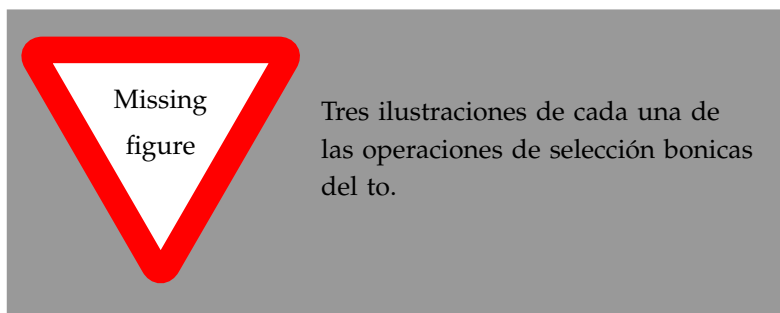 Missing
figure
Tres ilustraciones de cada una de
las operaciones de selección bonicas
del to.